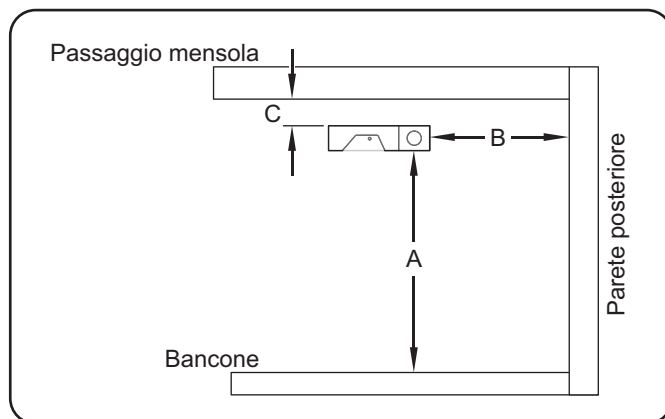 Passaggio mensola
C
B
A
Parete posteriore
Bancone